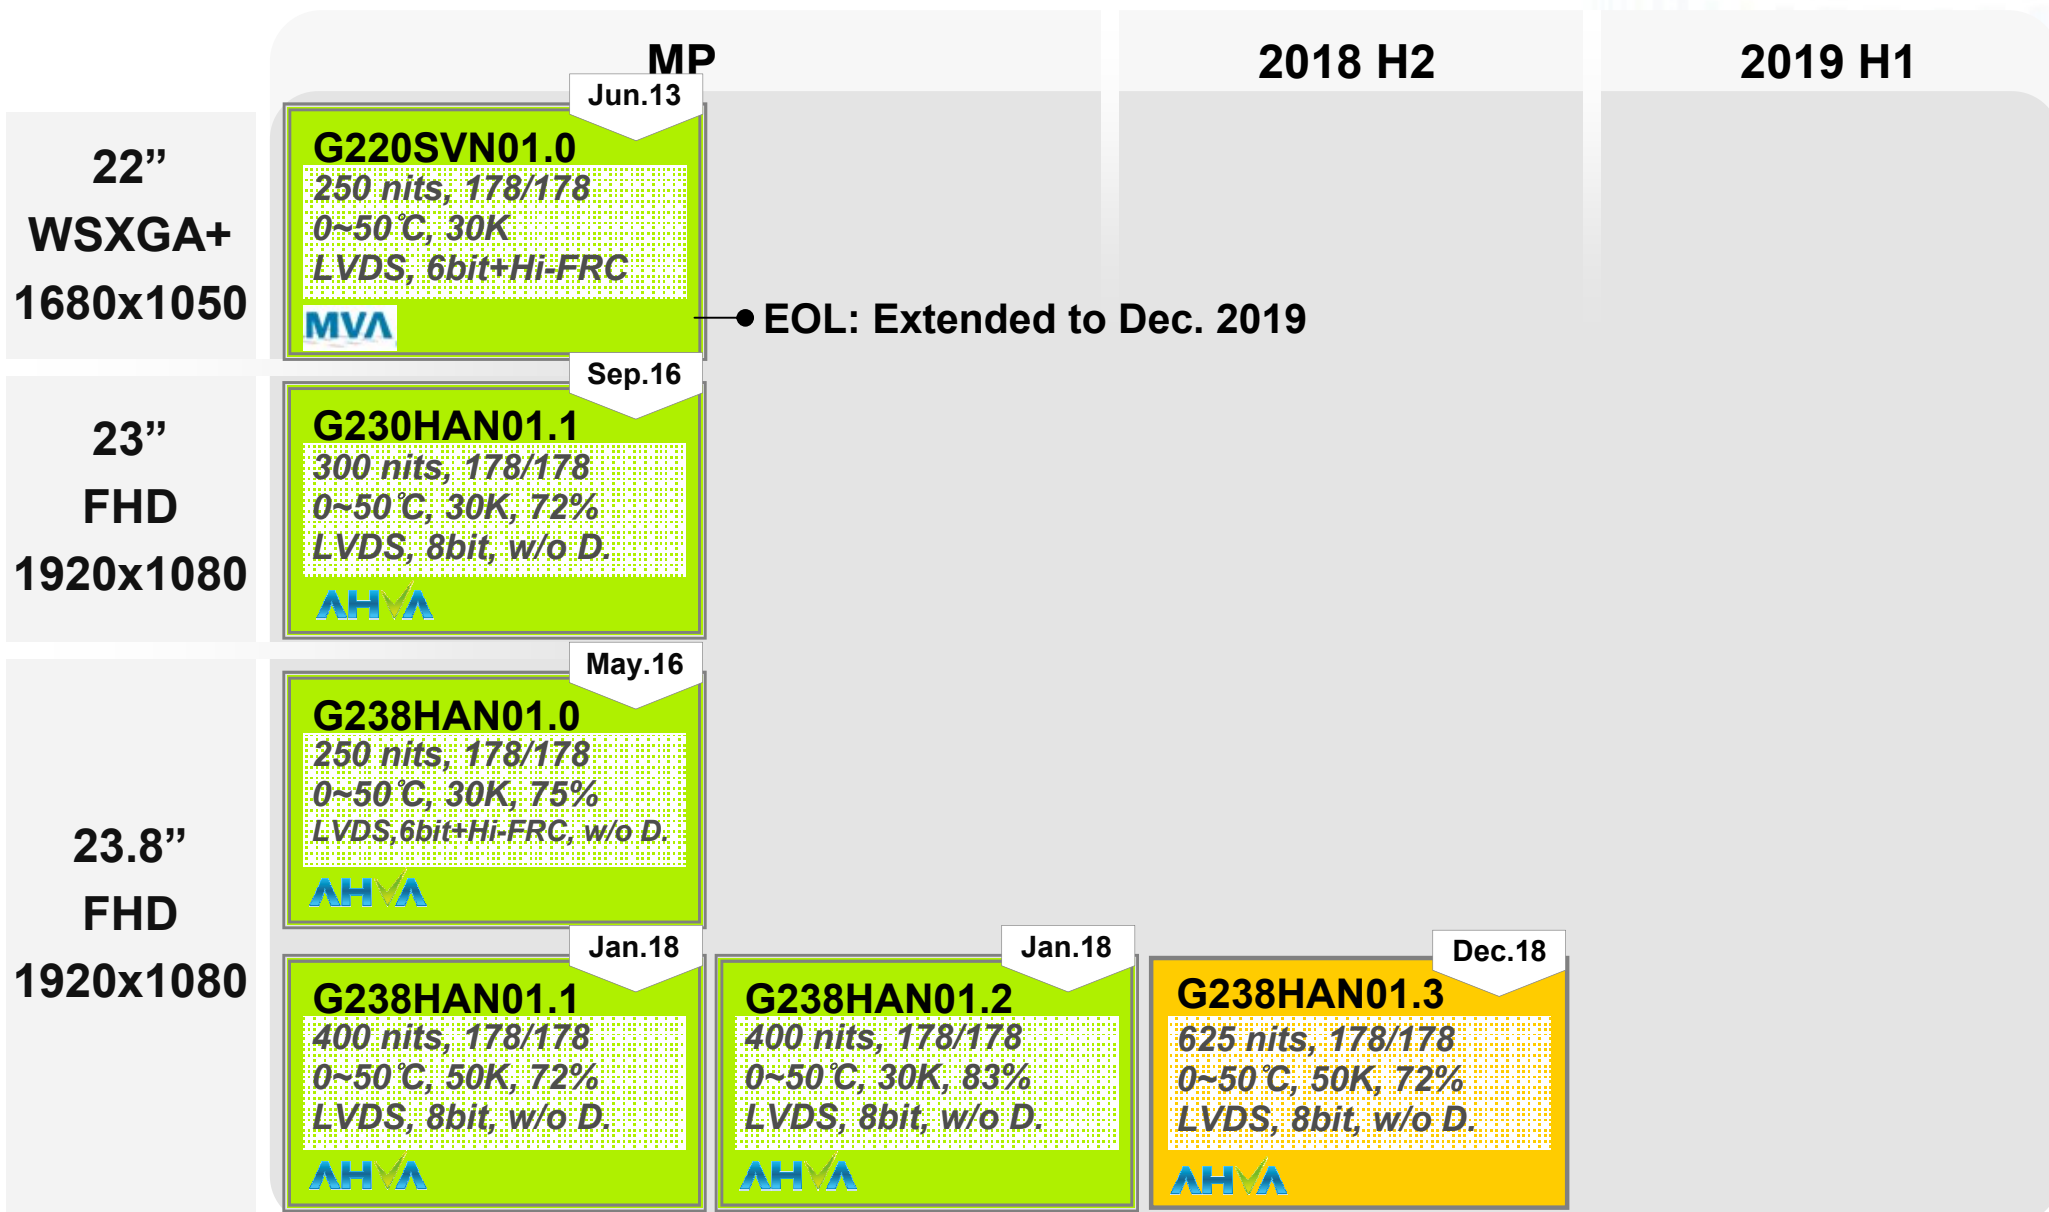 MP
2018 H2
2019 H1
22”
WSXGA+
1680x1050
Jun.13
G220SVN01.0
250 nits, 178/178
0~50℃, 30K
LVDS, 6bit+Hi-FRC
MVA
EOL: Extended to Dec. 2019
23”
FHD
1920x1080
Sep.16
G230HAN01.1
300 nits, 178/178
0~50℃, 30K, 72%
LVDS, 8bit, w/o D.
AHVA
23.8”
FHD
1920x1080
May.16
G238HAN01.0
250 nits, 178/178
0~50℃, 30K, 75%
LVDS,6bit+Hi-FRC, w/o D.
AHVA
Jan.18
G238HAN01.1
400 nits, 178/178
0~50℃, 50K, 72%
LVDS, 8bit, w/o D.
AHVA
Jan.18
G238HAN01.2
400 nits, 178/178
0~50℃, 30K, 83%
LVDS, 8bit, w/o D.
AHVA
Dec.18
G238HAN01.3
625 nits, 178/178
0~50℃, 50K, 72%
LVDS, 8bit, w/o D.
AHVA